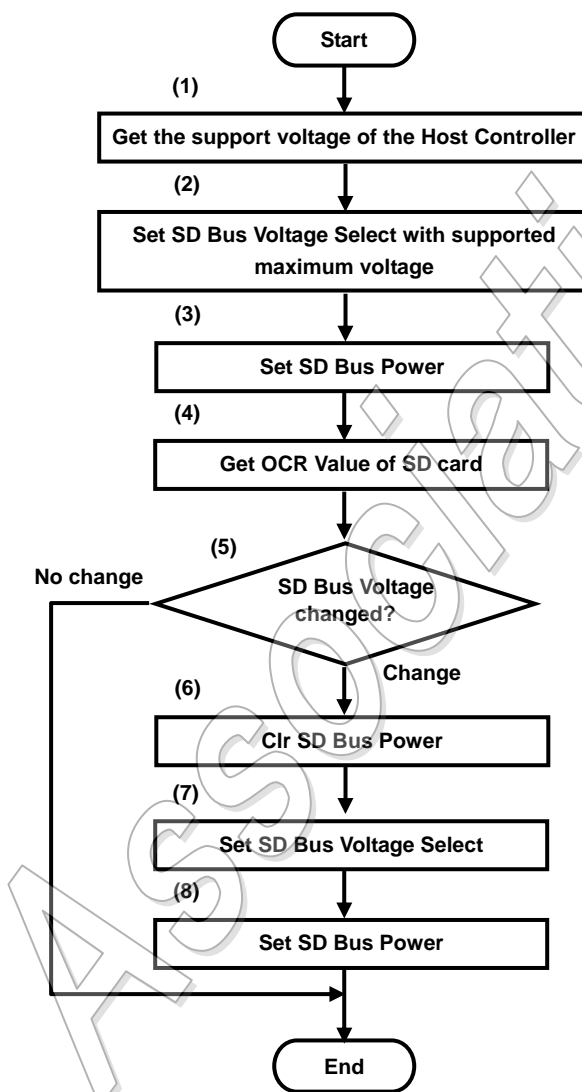 Start
(1)
Get the support voltage of the Host Controller
(2)
Set SD Bus Voltage Select with supported
maximum voltage
(3)
Set SD Bus Power
(4)
Get OCR Value of SD card
(5)
No change
SD Bus Voltage
changed?
Change
(6)
Clr SD Bus Power
(7)
Set SD Bus Voltage Select
(8)
Set SD Bus Power
End
Associati